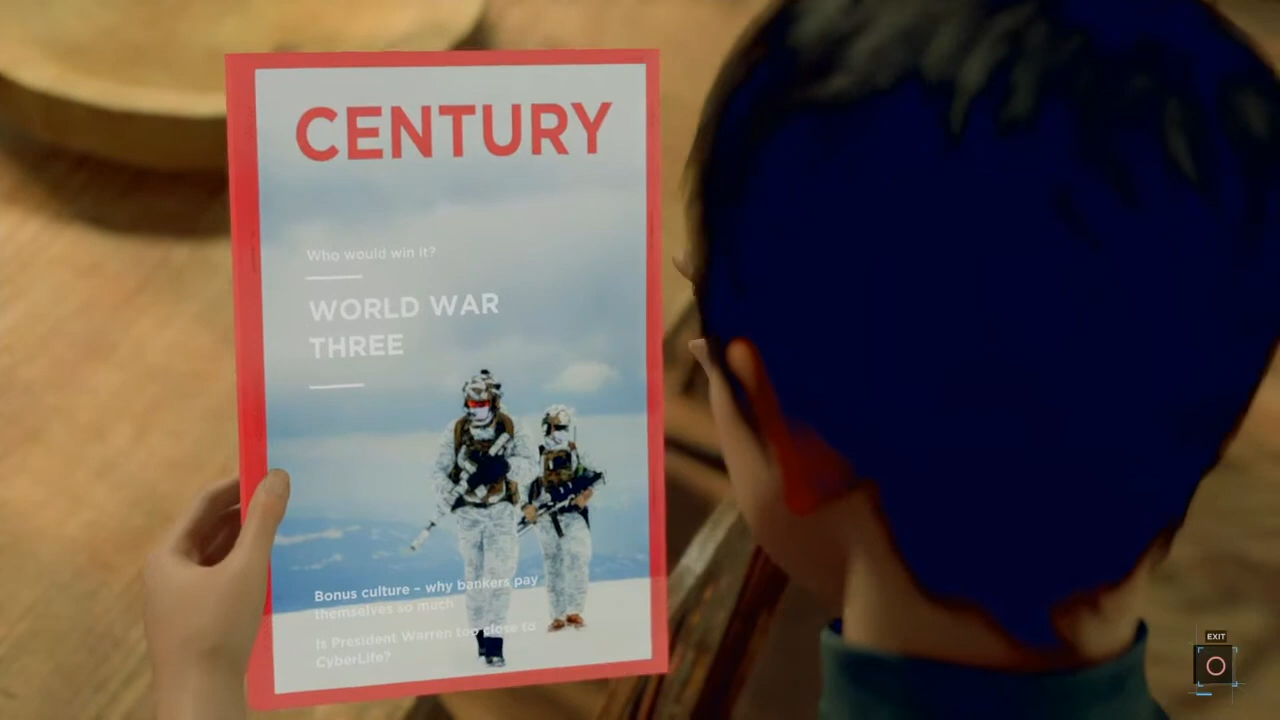 CENTURY
Who would win it?
WORLD WAR
THREE
Bonus culture – why bankers pay
themselves so much
Is President Warren too close to
CyberLife?
EXIT